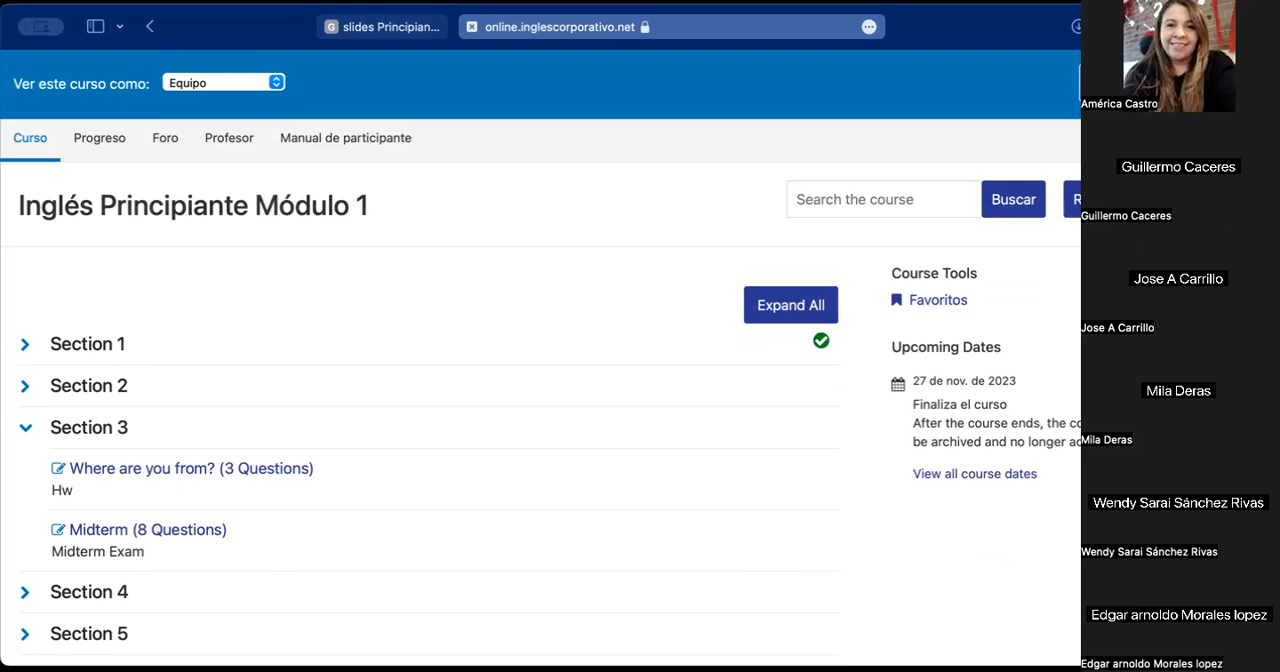 slides Principian...
online.inglescorporativo.net
Ver este curso como:
Equipo
Curso
Progreso
Foro
Profesor
Manual de participante
Inglés Principiante Módulo 1
Search the course
Buscar
R
Expand All
Section 1
Section 2
Section 3
Where are you from? (3 Questions)
Hw
Midterm (8 Questions)
Midterm Exam
Section 4
Section 5
Course Tools
Favoritos
Upcoming Dates
27 de nov. de 2023
Finaliza el curso
After the course ends, the co
be archived and no longer ac
View all course dates
América Castro
Guillermo Caceres
Guillermo Caceres
Jose A Carrillo
Jose A Carrillo
Mila Deras
Mila Deras
Wendy Sarai Sánchez Rivas
Wendy Sarai Sánchez Rivas
Edgar arnoldo Morales lopez
Edgar arnoldo Morales lopez